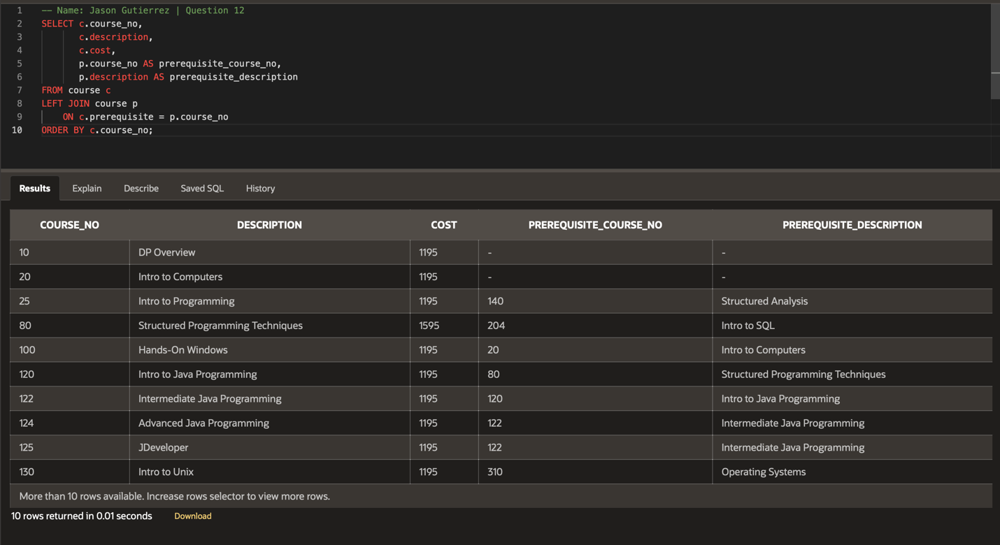 1 -- Name: Jason Gutierrez | Question 12
2 SELECT c.course_no,
3 c.description,
4 c.cost,
5 p.course_no AS prerequisite_course_no,
6 p.description AS prerequisite_description
7 FROM course c
8 LEFT JOIN course p
9 ON c.prerequisite = p.course_no
10 ORDER BY c.course_no;
Results Explain Describe Saved SQL History
COURSE_NO DESCRIPTION COST PREREQUISITE_COURSE_NO PREREQUISITE_DESCRIPTION
10 DP Overview 1195 - -
20 Intro to Computers 1195 - -
25 Intro to Programming 1195 140 Structured Analysis
80 Structured Programming Techniques 1595 204 Intro to SQL
100 Hands-On Windows 1195 20 Intro to Computers
120 Intro to Java Programming 1195 80 Structured Programming Techniques
122 Intermediate Java Programming 1195 120 Intro to Java Programming
124 Advanced Java Programming 1195 122 Intermediate Java Programming
125 JDeveloper 1195 122 Intermediate Java Programming
130 Intro to Unix 1195 310 Operating Systems
More than 10 rows available. Increase rows selector to view more rows.
10 rows returned in 0.01 seconds Download